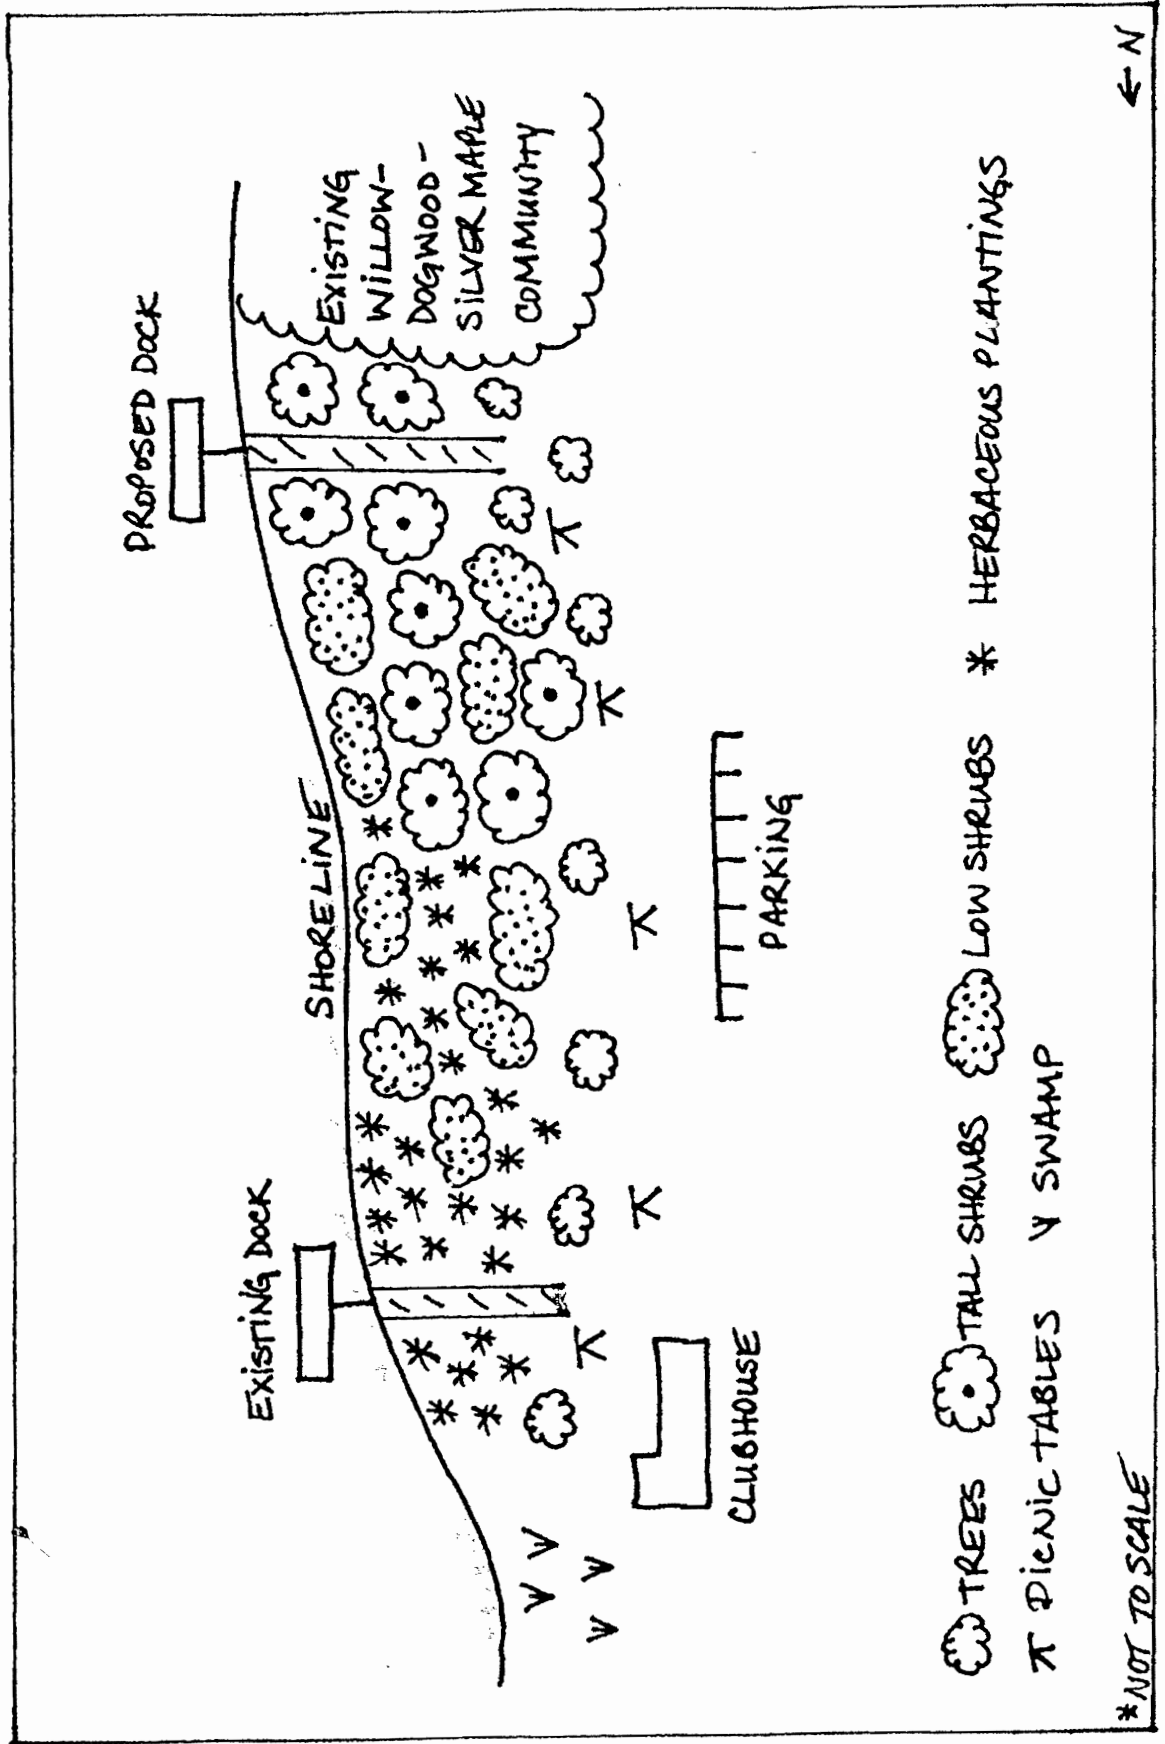 PROPOSED DOCK
EXISTING
WILLOW-
DOGWOOD-
SILVER MAPLE
COMMUNITY
SHORELINE
EXISTING DOCK
PARKING
CLUBHOUSE
TREES TALL SHRUBS LOW SHRUBS * HERBACEOUS PLANTINGS
PICNIC TABLES SWAMP
*NOT TO SCALE
← N